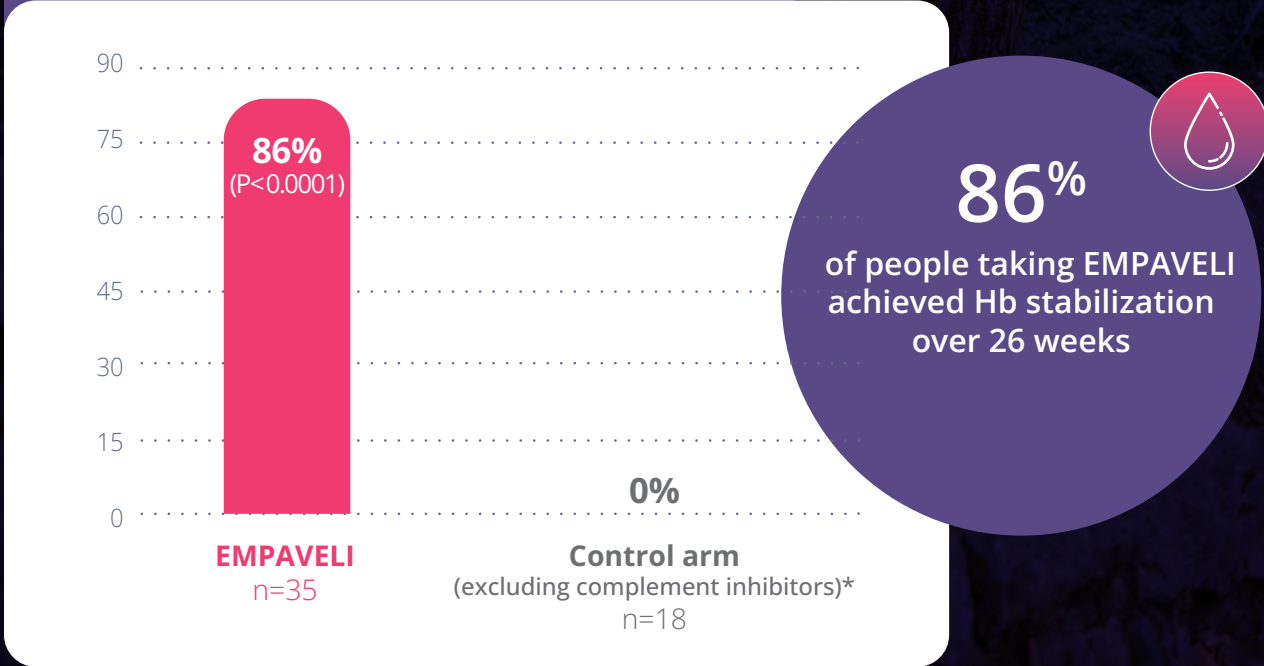 90
75
60
45
30
15
0
86%
(P<0.0001)
0%
EMPAVELI
n=35
Control arm
(excluding complement inhibitors)*
n=18
86%
of people taking EMPAVELI
achieved Hb stabilization
over 26 weeks